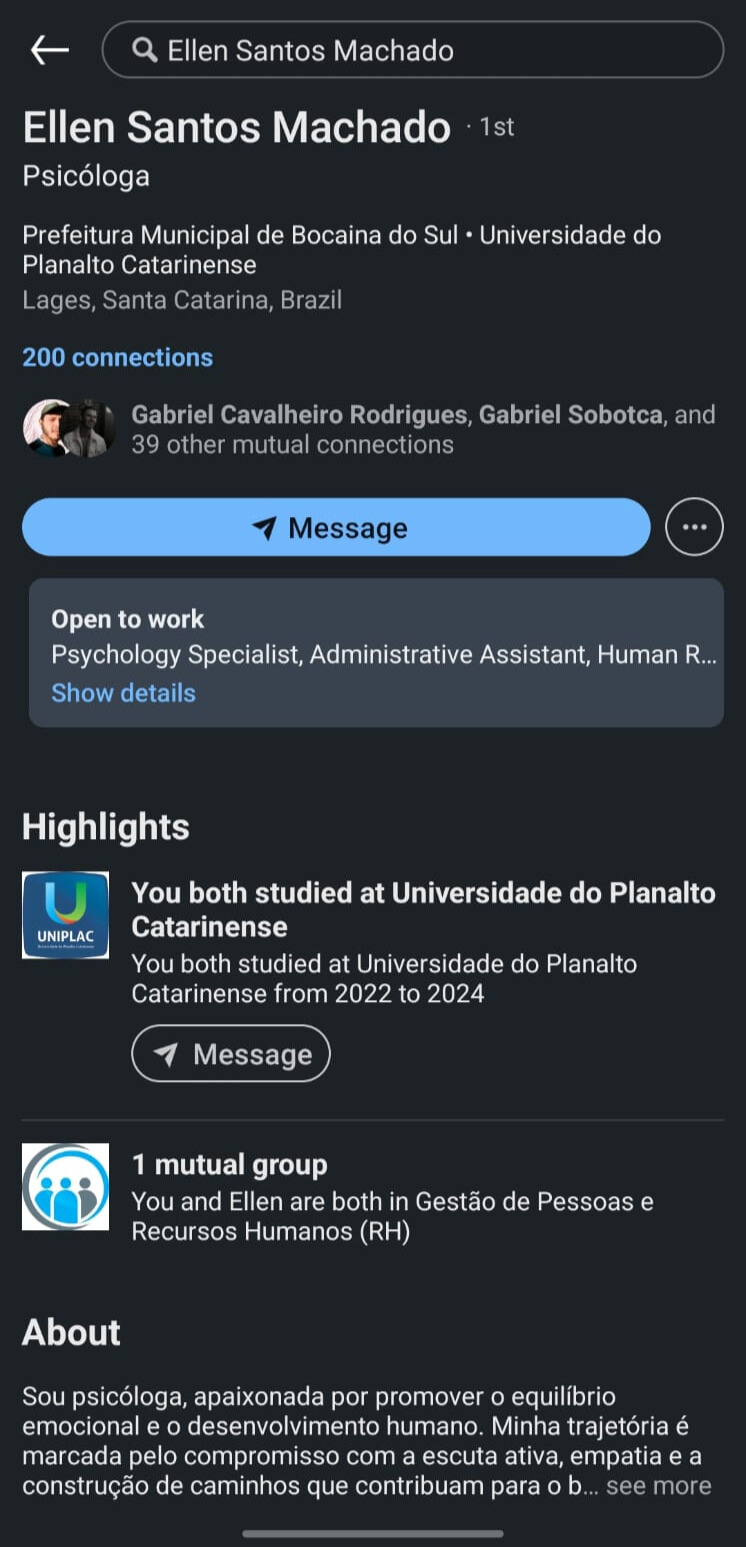 Ellen Santos Machado
Ellen Santos Machado · 1st
Psicóloga
Prefeitura Municipal de Bocaina do Sul • Universidade do
Planalto Catarinense
Lages, Santa Catarina, Brazil
200 connections
Gabriel Cavalheiro Rodrigues, Gabriel Sobotca, and
39 other mutual connections
Message
Open to work
Psychology Specialist, Administrative Assistant, Human R...
Show details
Highlights
UNIPLAC
You both studied at Universidade do Planalto
Catarinense
You both studied at Universidade do Planalto
Catarinense from 2022 to 2024
Message
1 mutual group
You and Ellen are both in Gestão de Pessoas e
Recursos Humanos (RH)
About
Sou psicóloga, apaixonada por promover o equilíbrio
emocional e o desenvolvimento humano. Minha trajetória é
marcada pelo compromisso com a escuta ativa, empatia e a
construção de caminhos que contribuam para o b... see more